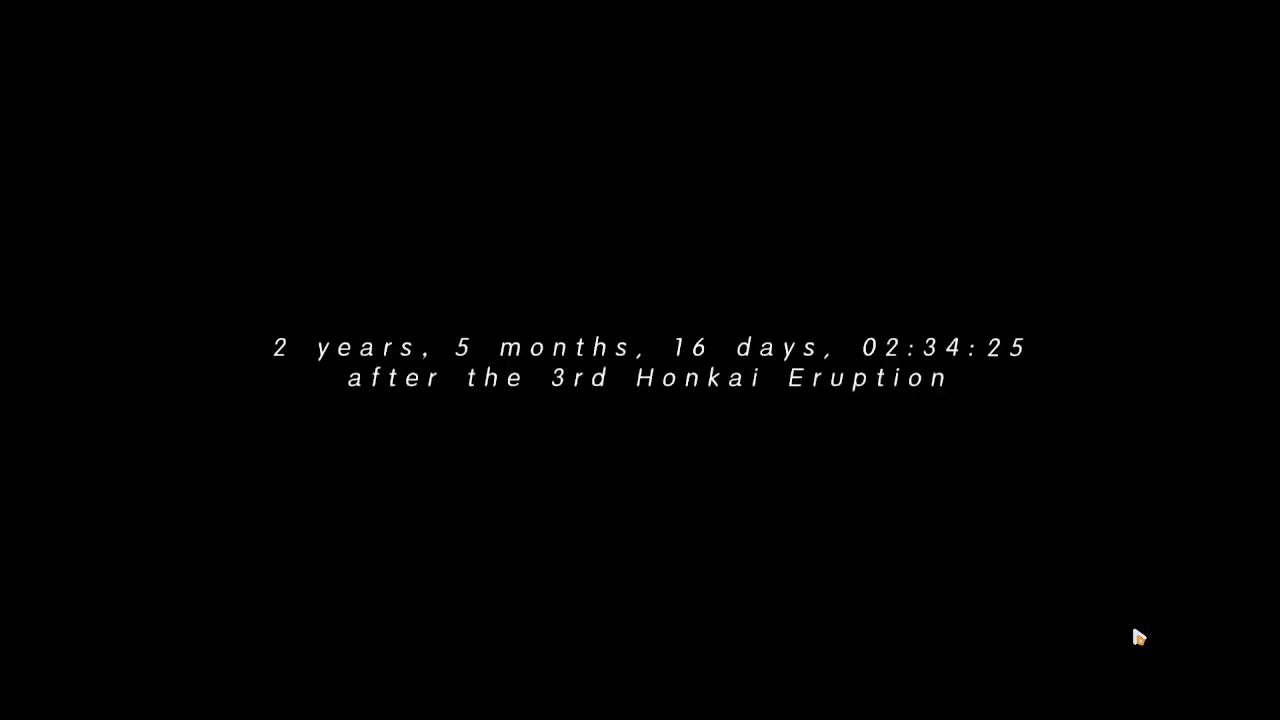 2 years, 5 months, 16 days, 02:34:25
after the 3rd Honkai Eruption